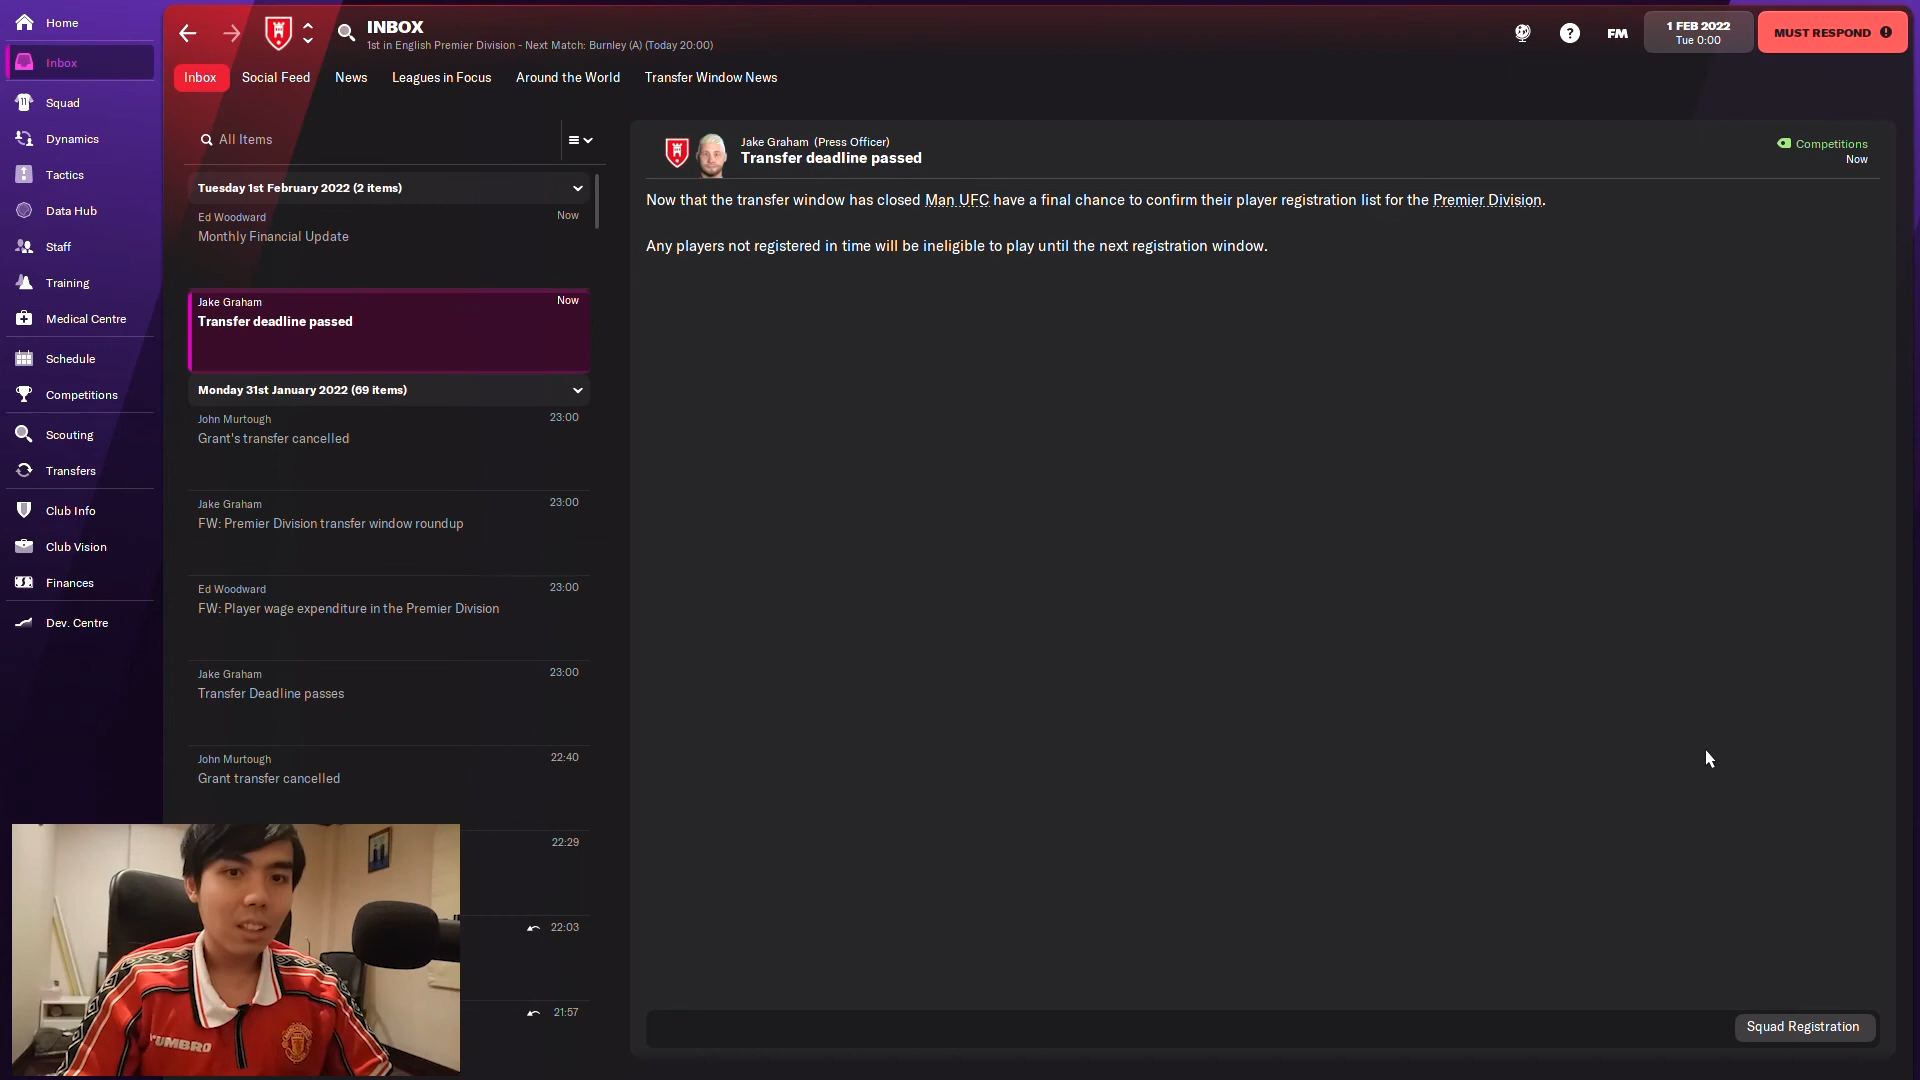 Home
Inbox
Squad
Dynamics
Tactics
Data Hub
Staff
Training
Medical Centre
Schedule
Competitions
Scouting
Transfers
Club Info
Club Vision
Finances
Dev. Centre
INBOX
1st in English Premier Division - Next Match: Burnley (A) (Today 20:00)
FM
1 FEB 2022
Tue 0:00
MUST RESPOND
Inbox Social Feed News Leagues in Focus Around the World Transfer Window News
All Items
Tuesday 1st February 2022 (2 items)
Ed Woodward Now
Monthly Financial Update
Jake Graham Now
Transfer deadline passed
Monday 31st January 2022 (69 items)
John Murtough 23:00
Grant's transfer cancelled
Jake Graham 23:00
FW: Premier Division transfer window roundup
Ed Woodward 23:00
FW: Player wage expenditure in the Premier Division
Jake Graham 23:00
Transfer Deadline passes
John Murtough 22:40
Grant transfer cancelled
22:29
22:03
21:57
Jake Graham (Press Officer)
Transfer deadline passed
Competitions
Now
Now that the transfer window has closed Man UFC have a final chance to confirm their player registration list for the Premier Division.
Any players not registered in time will be ineligible to play until the next registration window.
Squad Registration
UMBRO